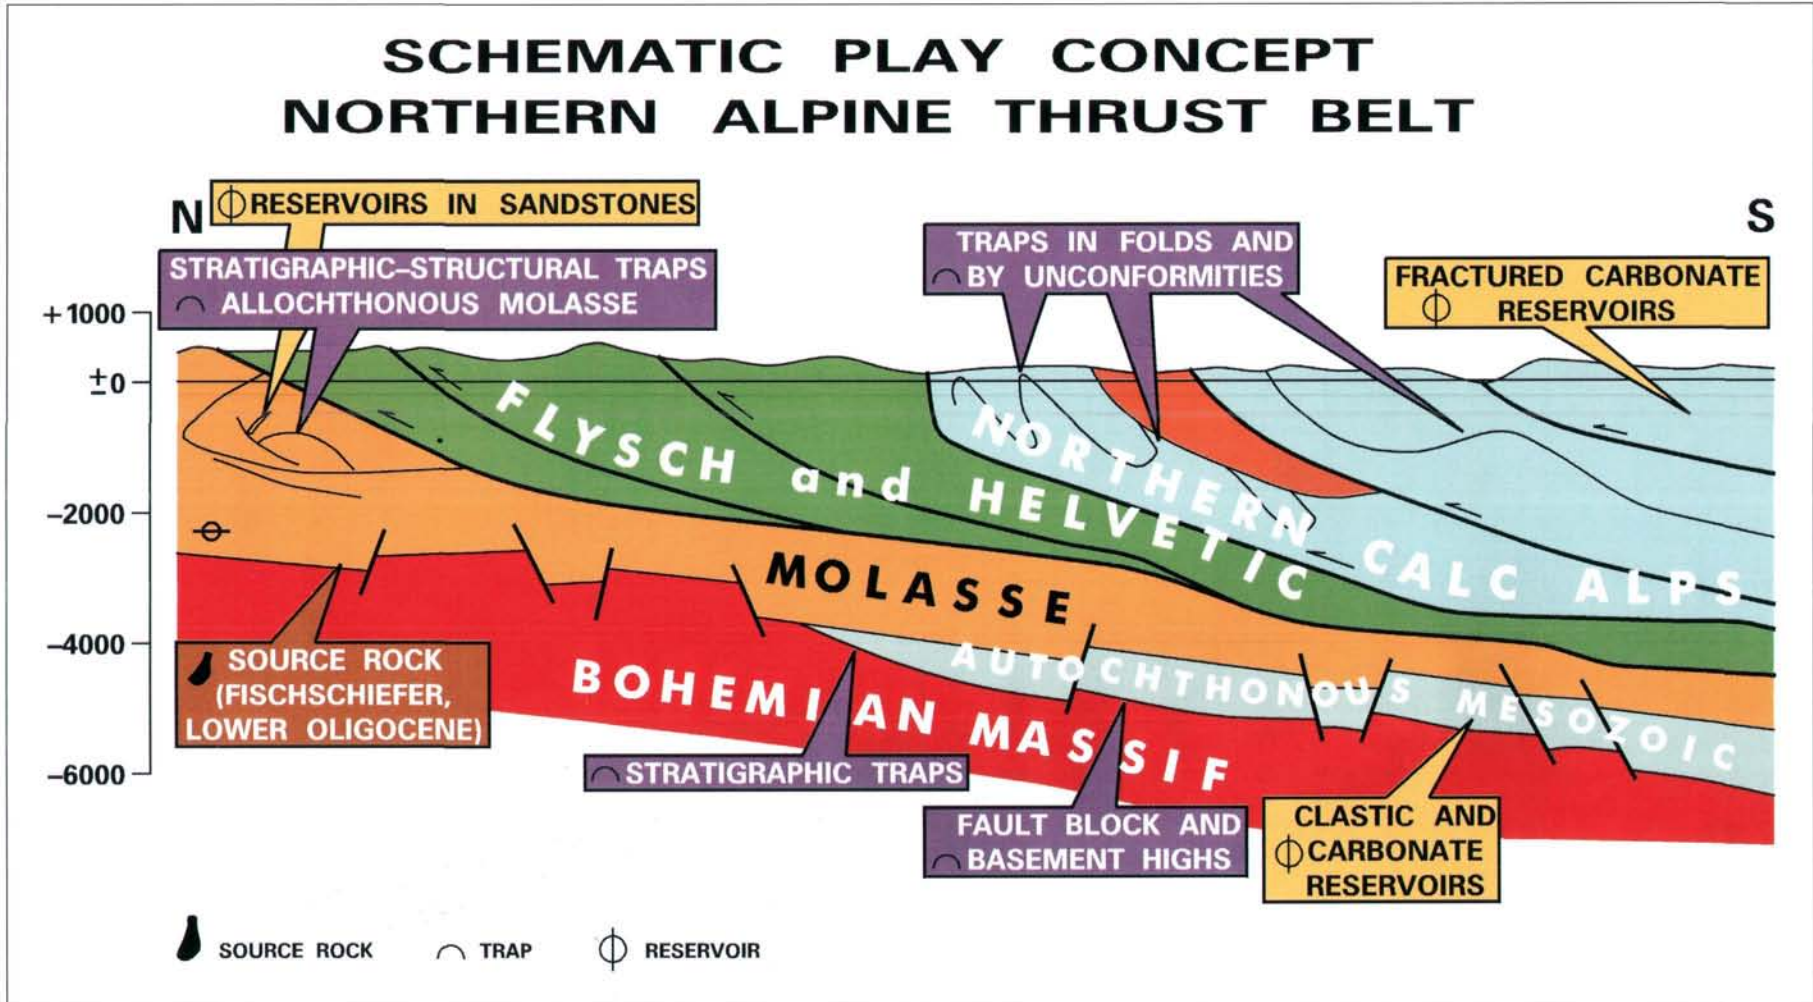 SCHEMATIC PLAY CONCEPT
NORTHERN ALPINE THRUST BELT
N
S
RESERVOIRS IN SANDSTONES
STRATIGRAPHIC–STRUCTURAL TRAPS
ALLOCHTHONOUS MOLASSE
TRAPS IN FOLDS AND
BY UNCONFORMITIES
FRACTURED CARBONATE
RESERVOIRS
+1000
±0
–2000
–4000
–6000
FLYSCH and HELVETIC
NORTHERN CALC ALPS
MOLASSE
AUTOCHTHONOUS MESOZOIC
BOHEMIAN MASSIF
SOURCE ROCK
(FISCHSCHIEFER,
LOWER OLIGOCENE)
STRATIGRAPHIC TRAPS
FAULT BLOCK AND
BASEMENT HIGHS
CLASTIC AND
CARBONATE
RESERVOIRS
SOURCE ROCK
TRAP
RESERVOIR